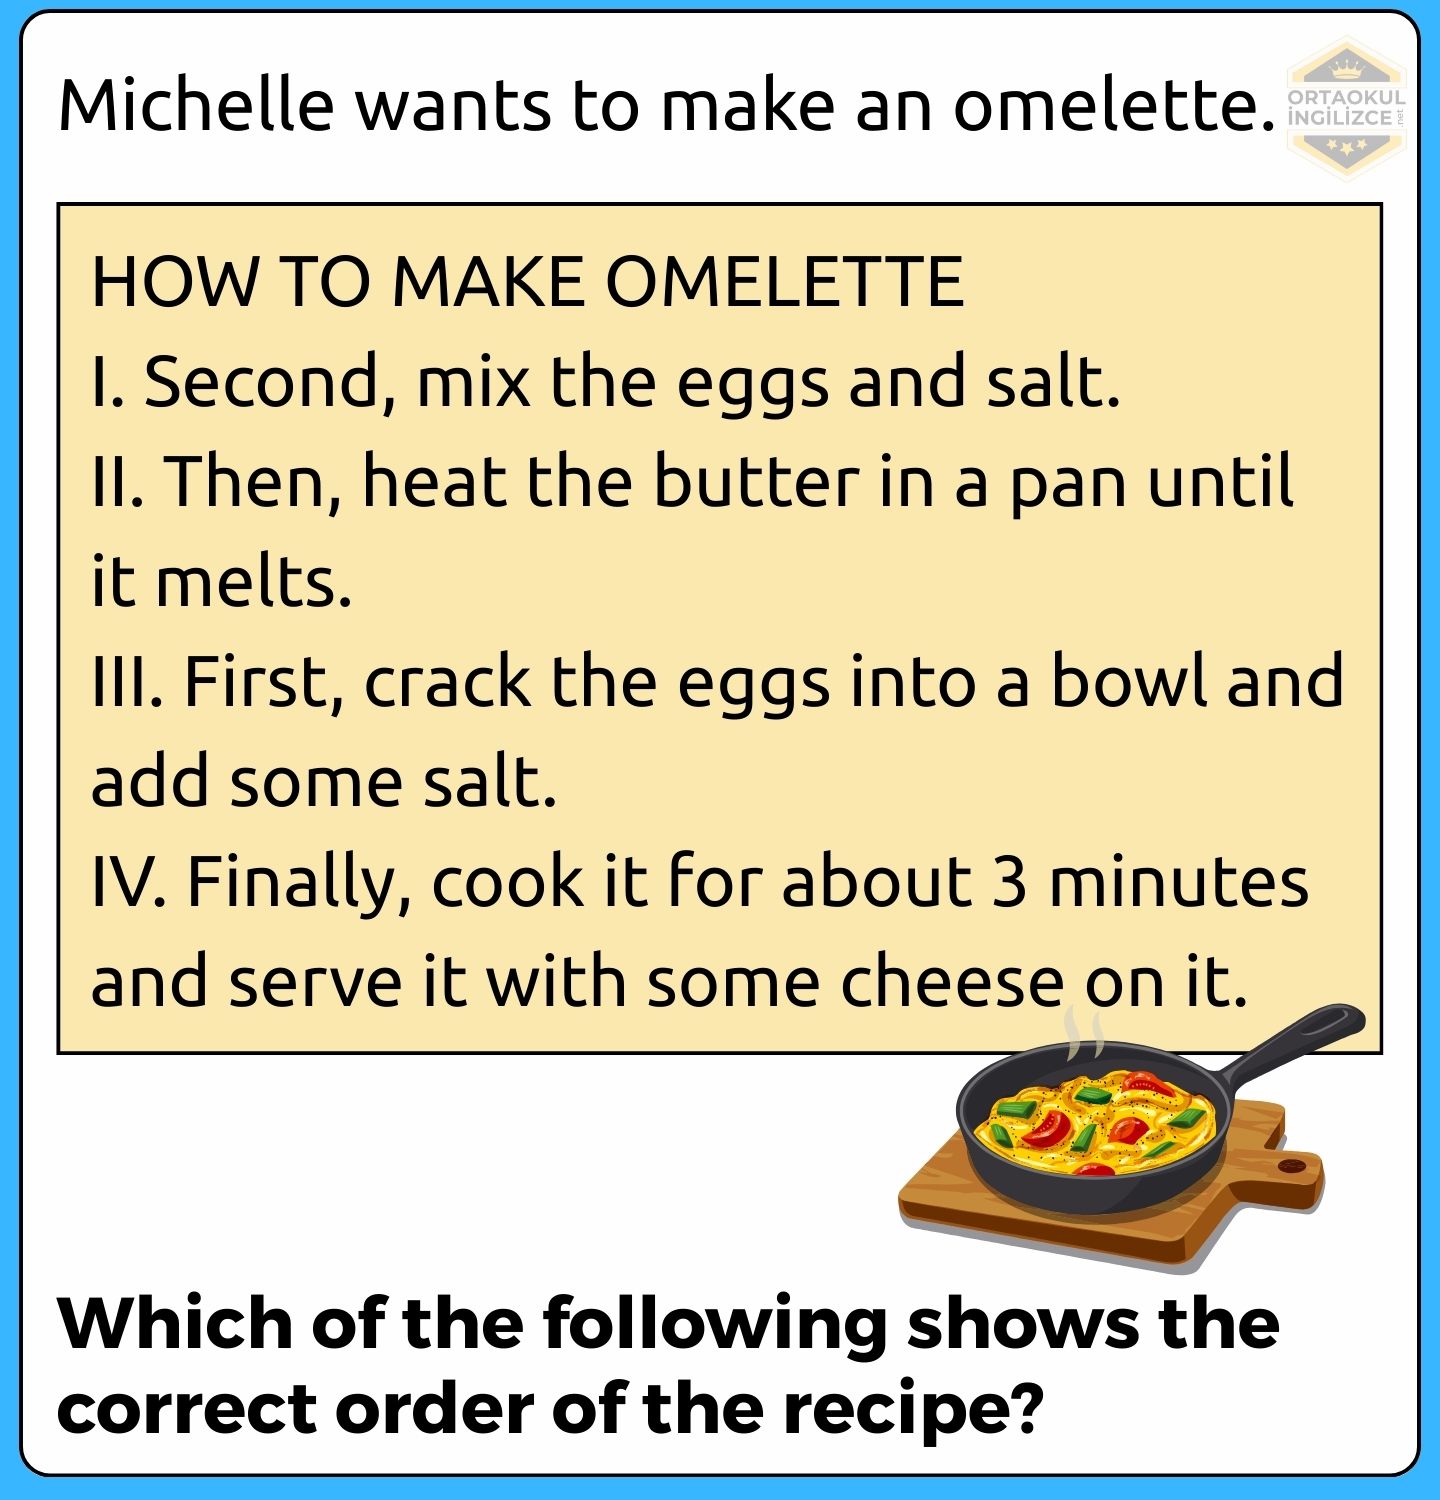 Michelle wants to make an omelette.
ORTAOKUL
İNGİLİZCE
.net
HOW TO MAKE OMELETTE
I. Second, mix the eggs and salt.
II. Then, heat the butter in a pan until
it melts.
III. First, crack the eggs into a bowl and
add some salt.
IV. Finally, cook it for about 3 minutes
and serve it with some cheese on it.
Which of the following shows the
correct order of the recipe?